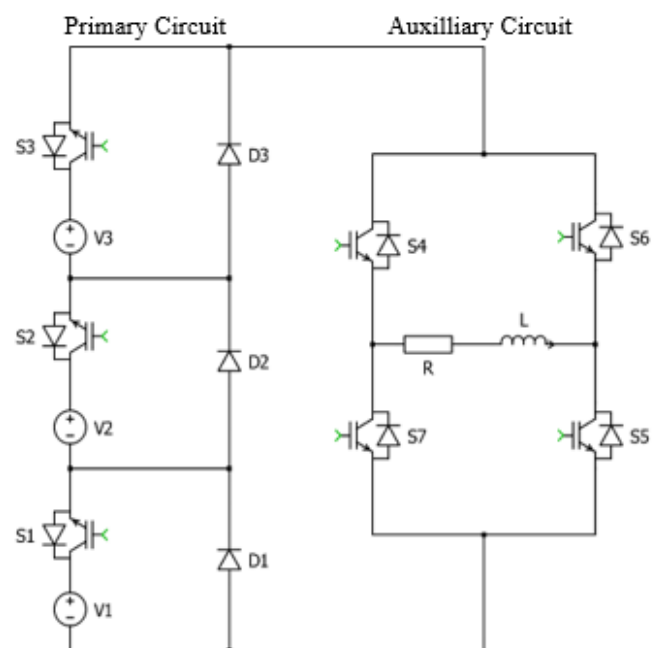 Primary Circuit
Auxilliary Circuit
S3
D3
V3
S4
S6
S2
D2
L
R
V2
S7
S5
S1
D1
V1